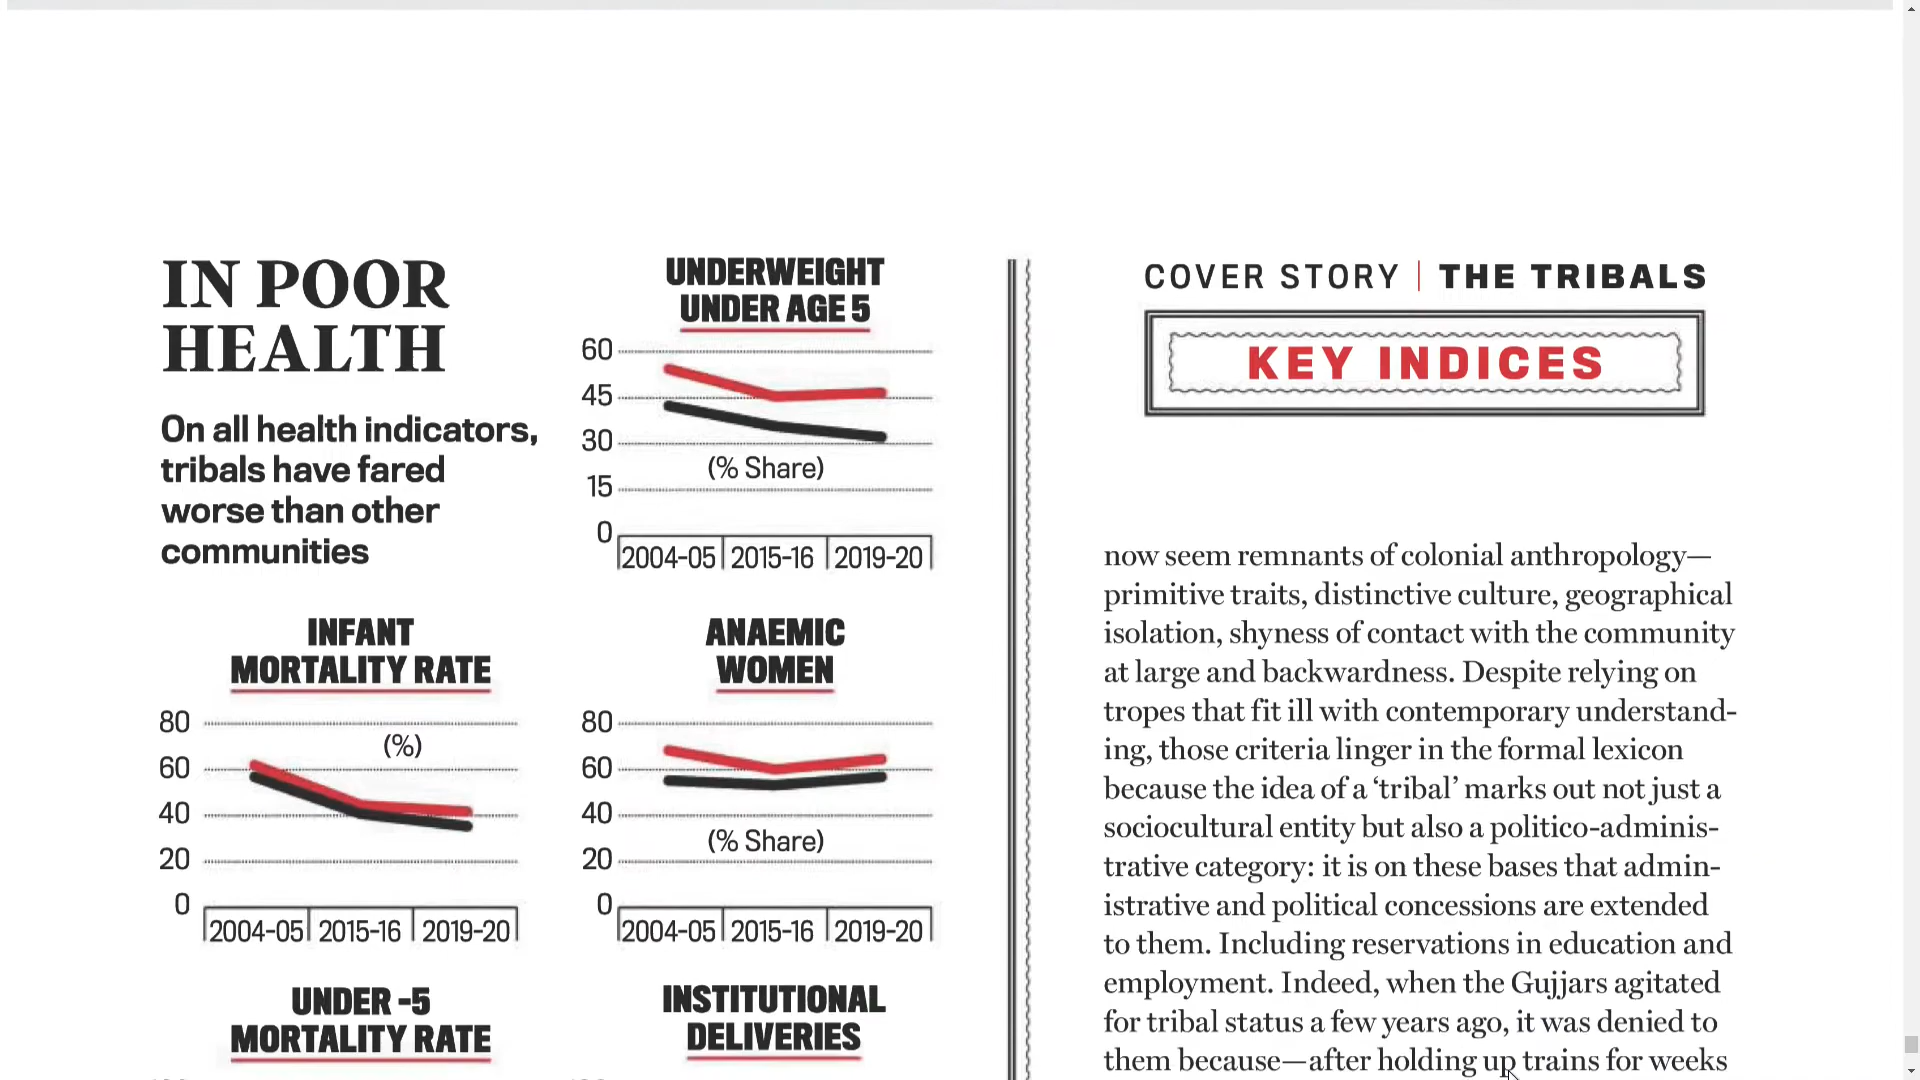 IN POOR
HEALTH
On all health indicators,
tribals have fared
worse than other
communities
UNDERWEIGHT
UNDER AGE 5
60
45
30
(% Share)
15
0
2004-05 2015-16 2019-20
INFANT
MORTALITY RATE
80
(%)
60
40
20
0
2004-05 2015-16 2019-20
ANAEMIC
WOMEN
80
60
40
(% Share)
20
0
2004-05 2015-16 2019-20
UNDER -5
MORTALITY RATE
INSTITUTIONAL
DELIVERIES
COVER STORY | THE TRIBALS
KEY INDICES
now seem remnants of colonial anthropology—
primitive traits, distinctive culture, geographical
isolation, shyness of contact with the community
at large and backwardness. Despite relying on
tropes that fit ill with contemporary understand-
ing, those criteria linger in the formal lexicon
because the idea of a ‘tribal’ marks out not just a
sociocultural entity but also a politico-adminis-
trative category: it is on these bases that admin-
istrative and political concessions are extended
to them. Including reservations in education and
employment. Indeed, when the Gujjars agitated
for tribal status a few years ago, it was denied to
them because—after holding up trains for weeks